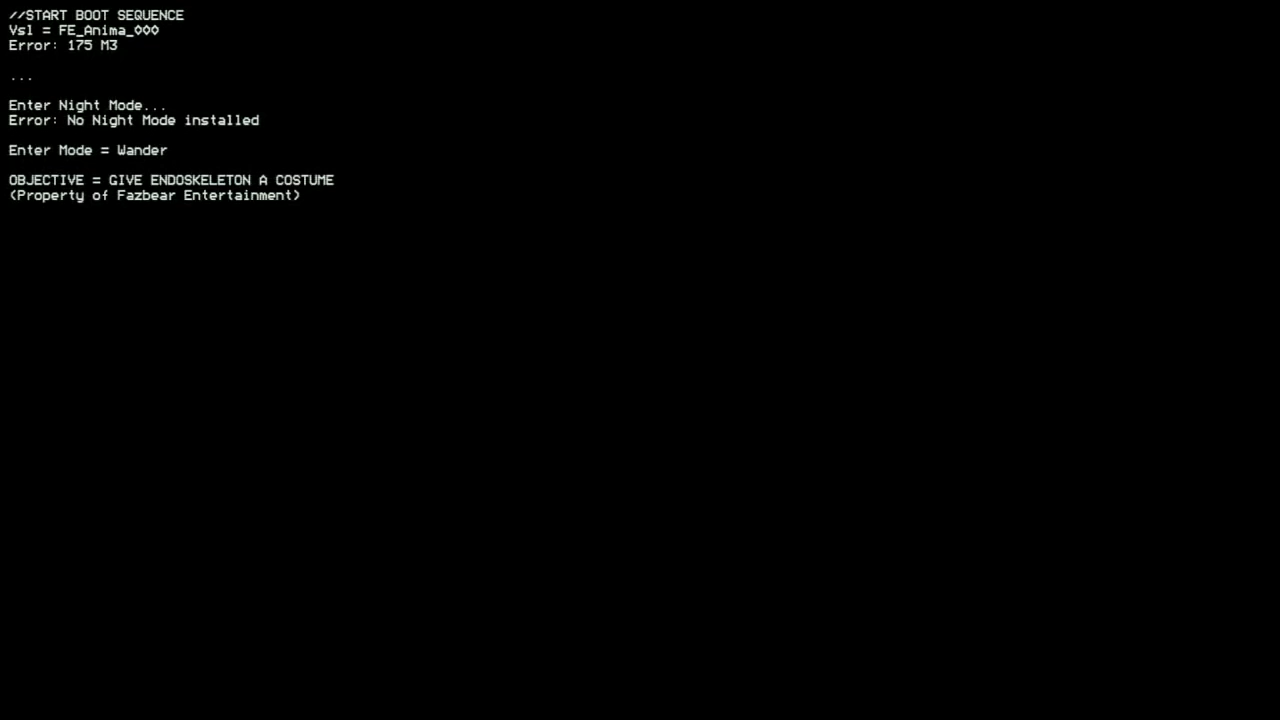 //START BOOT SEQUENCE
Vsl = FE_Anima_000
Error: 175 M3
...
Enter Night Mode...
Error: No Night Mode installed
Enter Mode = Wander
OBJECTIVE = GIVE ENDOSKELETON A COSTUME
(Property of Fazbear Entertainment)